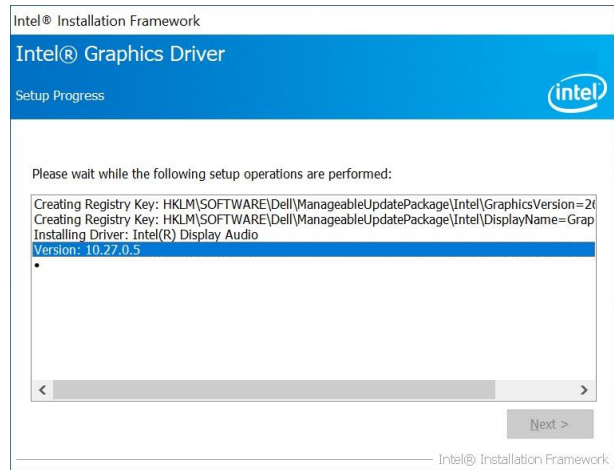 Intel® Installation Framework
Intel® Graphics Driver
Setup Progress
intel
Please wait while the following setup operations are performed:
Creating Registry Key: HKLM\SOFTWARE\Dell\ManageableUpdatePackage\Intel\GraphicsVersion=26
Creating Registry Key: HKLM\SOFTWARE\Dell\ManageableUpdatePackage\Intel\DisplayName=Grap
Installing Driver: Intel(R) Display Audio
Version: 10.27.0.5
•
Next >
Intel® Installation Framework